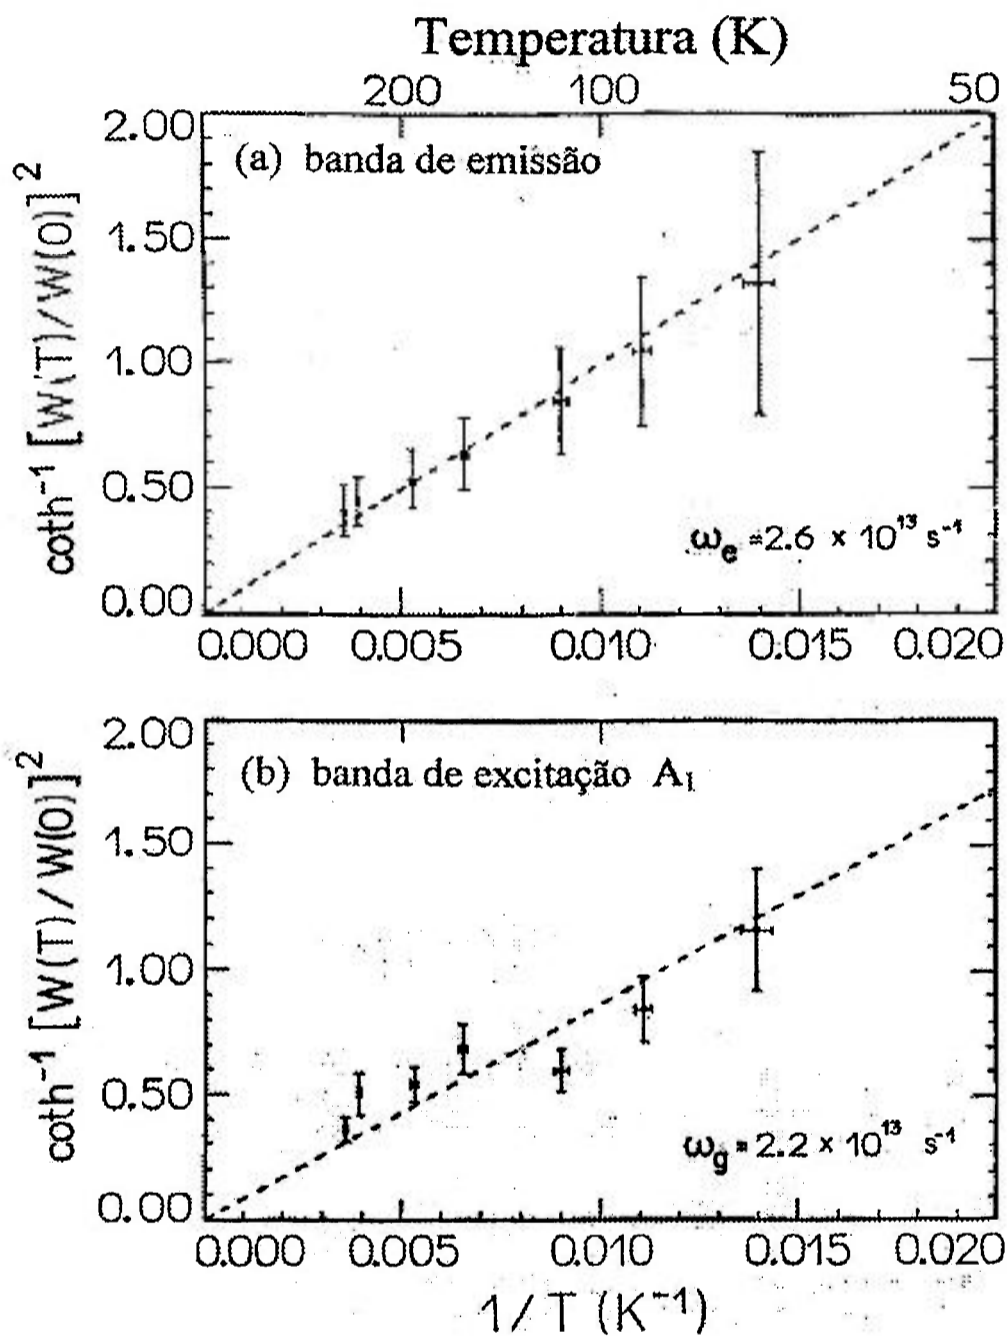 Temperatura (K)
200 100 50
2.00
(a) banda de emissão
1.50
1.00
0.50
0.00
coth⁻¹ [W(T)/W(0)]²
ωₑ = 2.6 × 10¹³ s⁻¹
0.000 0.005 0.010 0.015 0.020
2.00
(b) banda de excitação A₁
1.50
1.00
0.50
0.00
coth⁻¹ [W(T)/W(0)]²
ω_g = 2.2 × 10¹³ s⁻¹
0.000 0.005 0.010 0.015 0.020
1/T (K⁻¹)